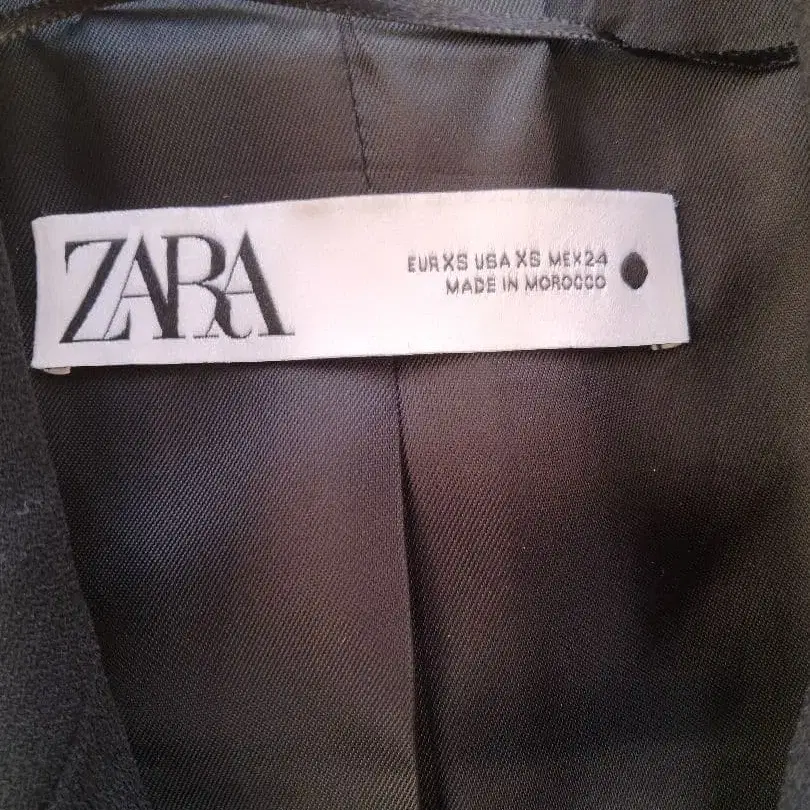 ZARA
EUR XS USA XS MEX 24
MADE IN MOROCCO